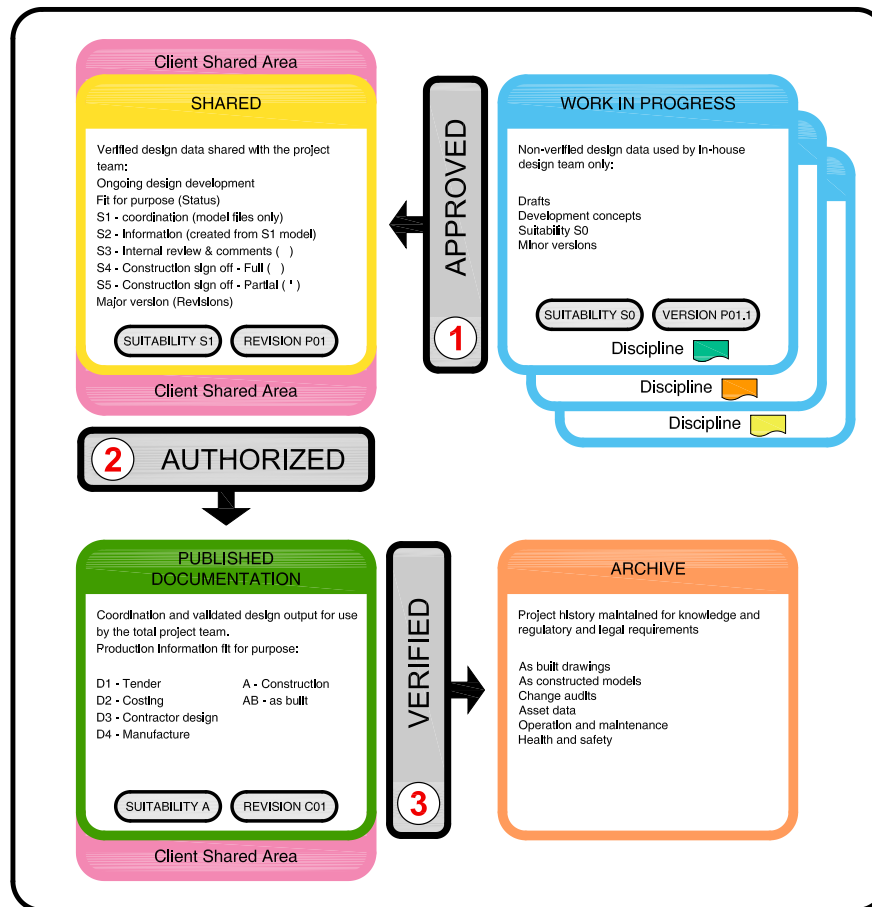 Client Shared Area
SHARED
Verified design data shared with the project
team:
Ongoing design development
Fit for purpose (Status)
S1 - coordination (model files only)
S2 - Information (created from S1 model)
S3 - Internal review & comments ( )
S4 - Construction sign off - Full ( )
S5 - Construction sign off - Partial ( ' )
Major version (Revisions)
SUITABILITY S1
REVISION P01
Client Shared Area
APPROVED
1
WORK IN PROGRESS
Non-verified design data used by in-house
design team only:
Drafts
Development concepts
Suitability S0
Minor versions
SUITABILITY S0
VERSION P01.1
Discipline
Discipline
Discipline
2 AUTHORIZED
PUBLISHED
DOCUMENTATION
Coordination and validated design output for use
by the total project team.
Production information fit for purpose:
D1 - Tender
D2 - Costing
D3 - Contractor design
D4 - Manufacture
A - Construction
AB - as built
SUITABILITY A
REVISION C01
Client Shared Area
VERIFIED
3
ARCHIVE
Project history maintained for knowledge and
regulatory and legal requirements
As built drawings
As constructed models
Change audits
Asset data
Operation and maintenance
Health and safety